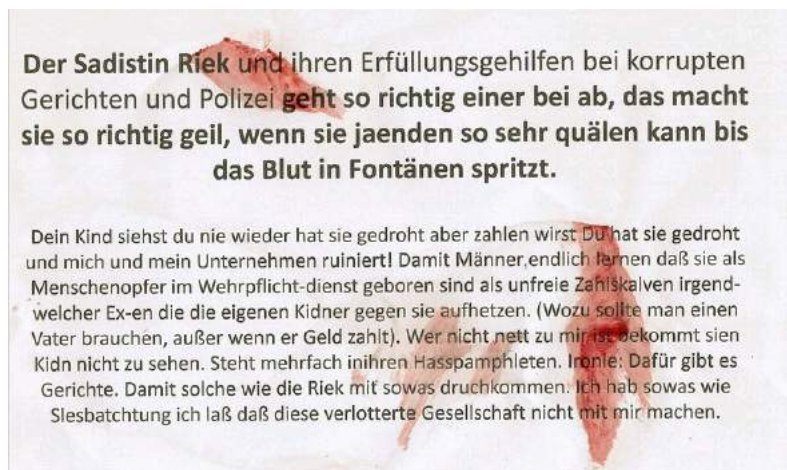 Der Sadistin Riek und ihren Erfüllungsgehilfen bei korrupten
Gerichten und Polizei geht so richtig einer bei ab, das macht
sie so richtig geil, wenn sie jaenden so sehr quälen kann bis
das Blut in Fontänen spritzt.
Dein Kind siehst du nie wieder hat sie gedroht aber zahlen wirst Du hat sie gedroht
und mich und mein Unternehmen ruiniert! Damit Männer,endlich lernen daß sie als
Menschenopfer im Wehrpflicht-dienst geboren sind als unfreie Zahlskalven irgend-
welcher Ex-en die die eigenen Kidner gegen sie aufhetzen. (Wozu sollte man einen
Vater brauchen, außer wenn er Geld zahlt). Wer nicht nett zu mir ist bekommt sien
Kidn nicht zu sehen. Steht mehrfach inihren Hasspamphleten. Ironie: Dafür gibt es
Gerichte. Damit solche wie die Riek mit sowas druchkommen. Ich hab sowas wie
Slesbatchtung ich laß daß diese verlotterte Gesellschaft nicht mit mir machen.